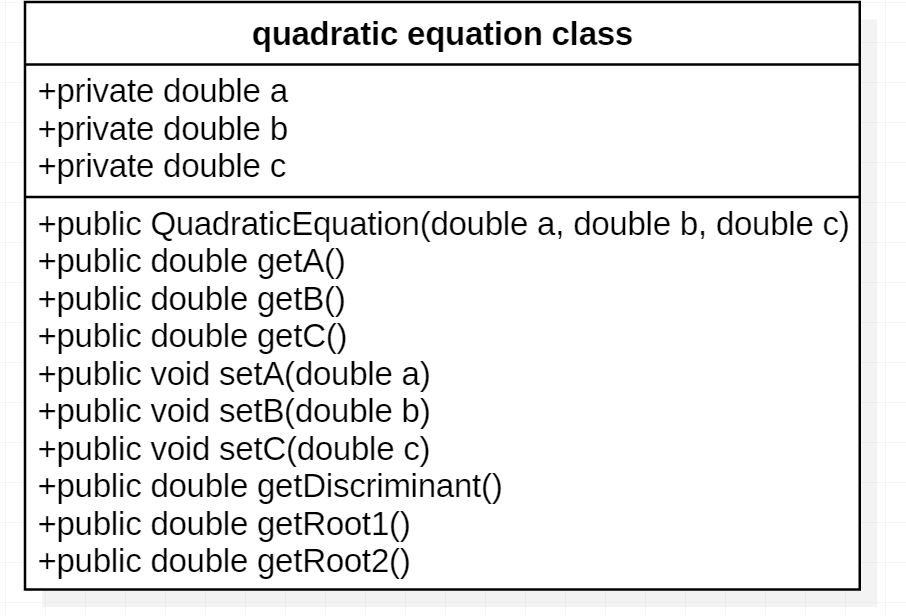 quadratic equation class
+private double a
+private double b
+private double c
+public QuadraticEquation(double a, double b, double c)
+public double getA()
+public double getB()
+public double getC()
+public void setA(double a)
+public void setB(double b)
+public void setC(double c)
+public double getDiscriminant()
+public double getRoot1()
+public double getRoot2()